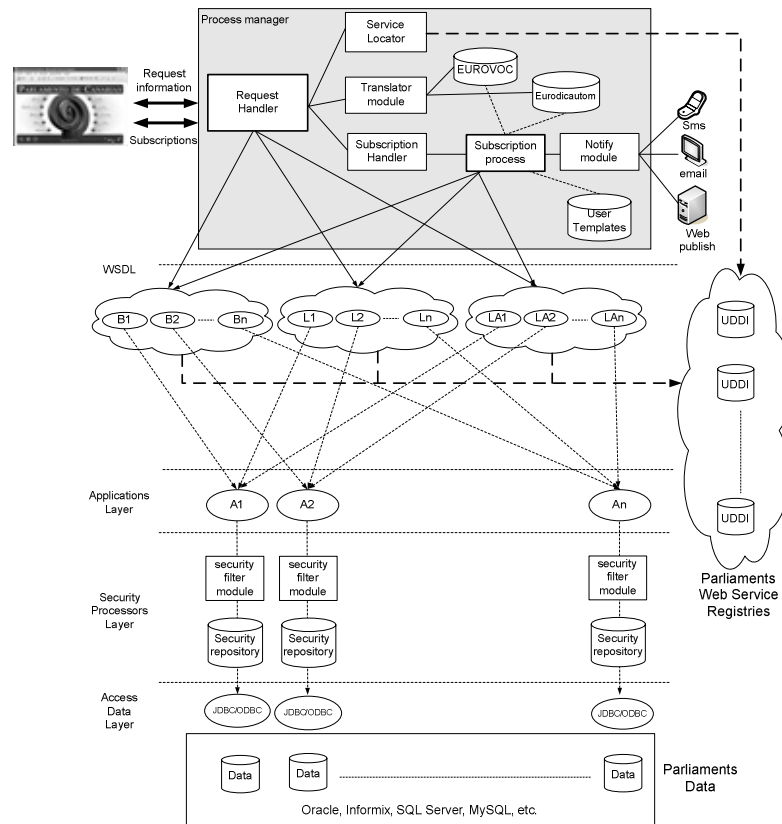 Process manager
Service
Locator
PARLAMENTO DE CANARIAS
Request
information
Subscriptions
Request
Handler
Translator
module
EUROVOC
Eurodicautom
Subscription
Handler
Subscription
process
Notify
module
User
Templates
Sms
email
Web
publish
WSDL
B1 B2 Bn
L1 L2 Ln
LA1 LA2 LAn
UDDI
UDDI
UDDI
Parliaments
Web Service
Registries
Applications
Layer
A1 A2 An
Security
Processors
Layer
security
filter
module
security
filter
module
security
filter
module
Security
repository
Security
repository
Security
repository
Access
Data
Layer
JDBC/ODBC JDBC/ODBC JDBC/ODBC
Data Data Data
Parliaments
Data
Oracle, Informix, SQL Server, MySQL, etc.